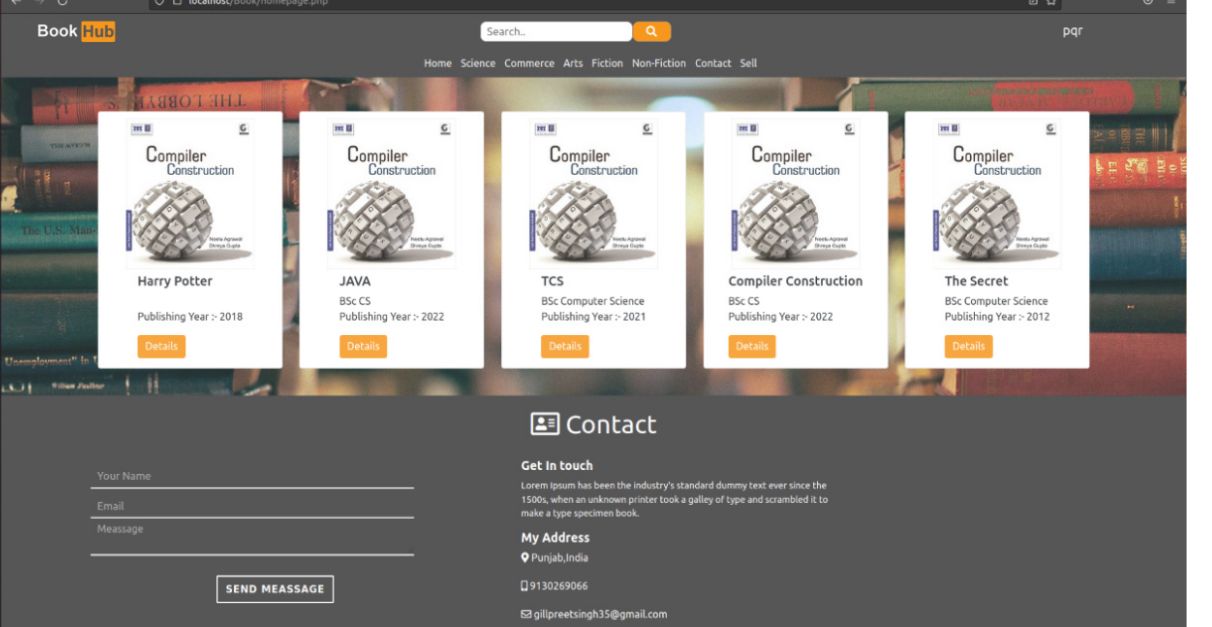 localhost/Book/homepage.php
Book Hub
Search..
pqr
Home Science Commerce Arts Fiction Non-Fiction Contact Sell
THE LOBBYS
The U.S. Man-
Unemployment" in
Compiler
Construction
Neetu Agrawal
Shreya Gupta
Harry Potter
Publishing Year :- 2018
Details
Compiler
Construction
Neetu Agrawal
Shreya Gupta
JAVA
BSc CS
Publishing Year :- 2022
Details
Compiler
Construction
Neetu Agrawal
Shreya Gupta
TCS
BSc Computer Science
Publishing Year :- 2021
Details
Compiler
Construction
Neetu Agrawal
Shreya Gupta
Compiler Construction
BSc CS
Publishing Year :- 2022
Details
Compiler
Construction
Neetu Agrawal
Shreya Gupta
The Secret
BSc Computer Science
Publishing Year :- 2012
Details
Contact
Your Name
Email
Meassage
SEND MEASSAGE
Get In touch
Lorem Ipsum has been the industry's standard dummy text ever since the
1500s, when an unknown printer took a galley of type and scrambled it to
make a type specimen book.
My Address
Punjab,India
9130269066
gillpreetsingh35@gmail.com